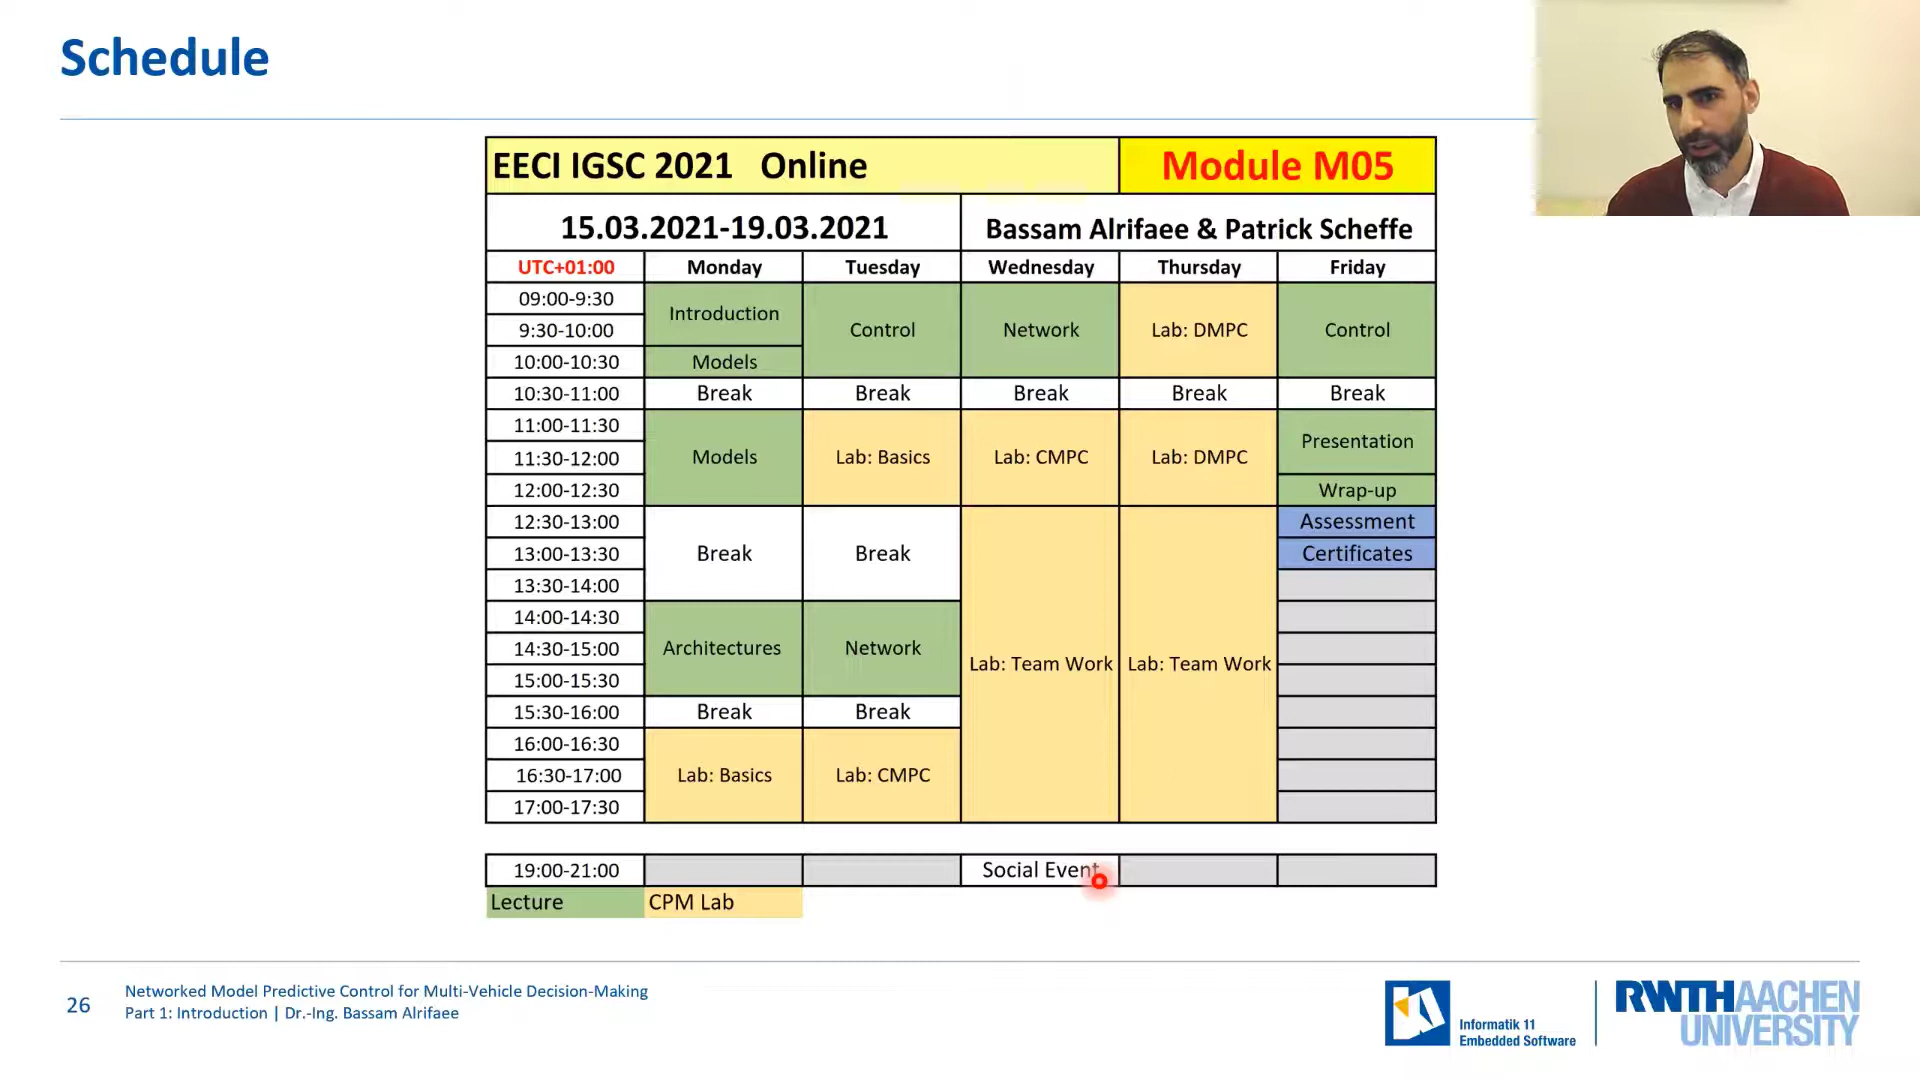 Schedule
EECI IGSC 2021 Online Module M05
15.03.2021-19.03.2021 Bassam Alrifaee & Patrick Scheffe
UTC+01:00 Monday Tuesday Wednesday Thursday Friday
09:00-9:30
Introduction
9:30-10:00 Control Network Lab: DMPC Control
10:00-10:30 Models
10:30-11:00 Break Break Break Break Break
11:00-11:30
Presentation
11:30-12:00 Models Lab: Basics Lab: CMPC Lab: DMPC
12:00-12:30 Wrap-up
12:30-13:00 Assessment
13:00-13:30 Break Break Certificates
13:30-14:00
14:00-14:30
14:30-15:00 Architectures Network
Lab: Team Work Lab: Team Work
15:00-15:30
15:30-16:00 Break Break
16:00-16:30
16:30-17:00 Lab: Basics Lab: CMPC
17:00-17:30
19:00-21:00 Social Event
Lecture CPM Lab
26
Networked Model Predictive Control for Multi-Vehicle Decision-Making
Part 1: Introduction | Dr.-Ing. Bassam Alrifaee
Informatik 11
Embedded Software
RWTH AACHEN
UNIVERSITY